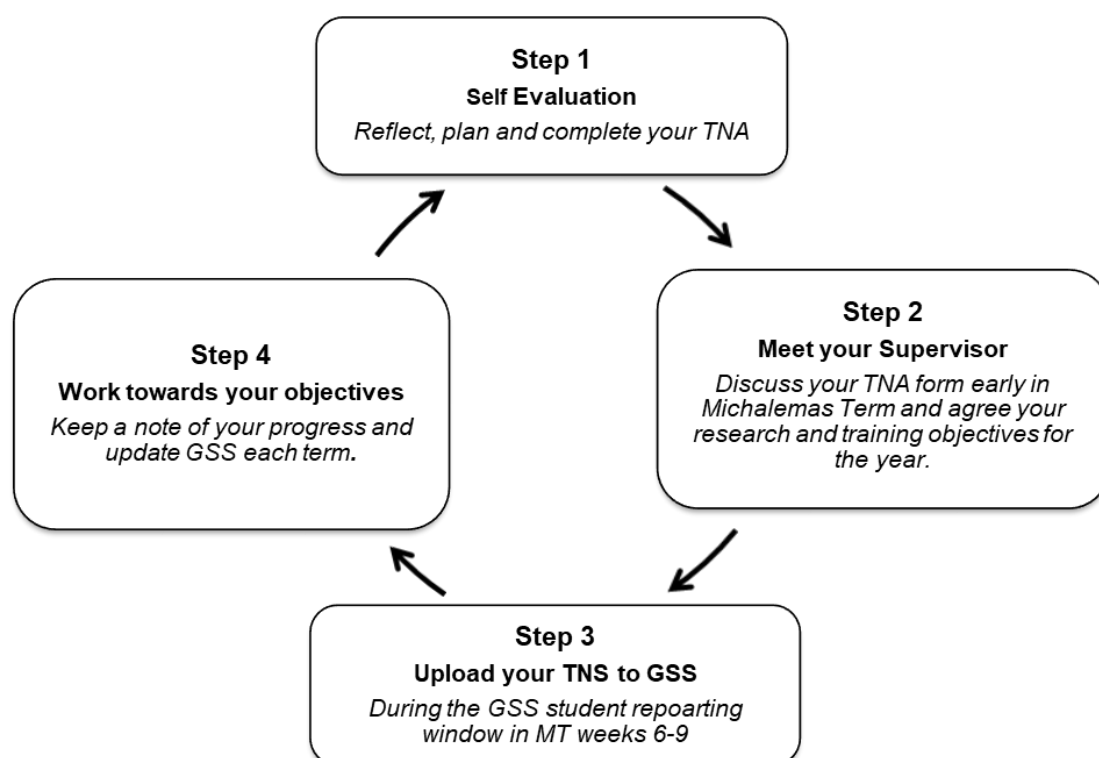 Step 1
Self Evaluation
Reflect, plan and complete your TNA
Step 2
Meet your Supervisor
Discuss your TNA form early in
Michalemas Term and agree your
research and training objectives for
the year.
Step 3
Upload your TNS to GSS
During the GSS student repoarting
window in MT weeks 6-9
Step 4
Work towards your objectives
Keep a note of your progress and
update GSS each term.